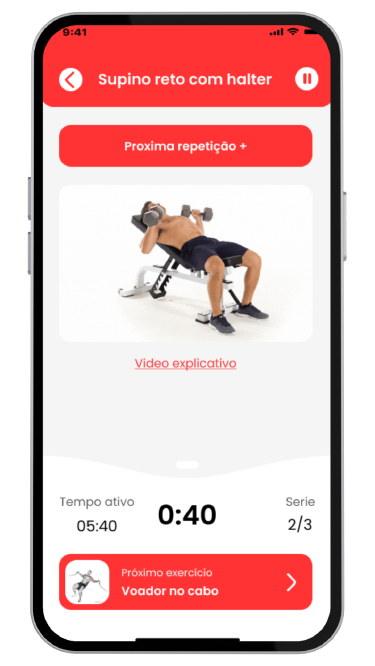 9:41
Supino reto com halter
Proxima repetição +
Video explicativo
Tempo ativo
05:40
0:40
Serie
2/3
Próximo exercício
Voador no cabo